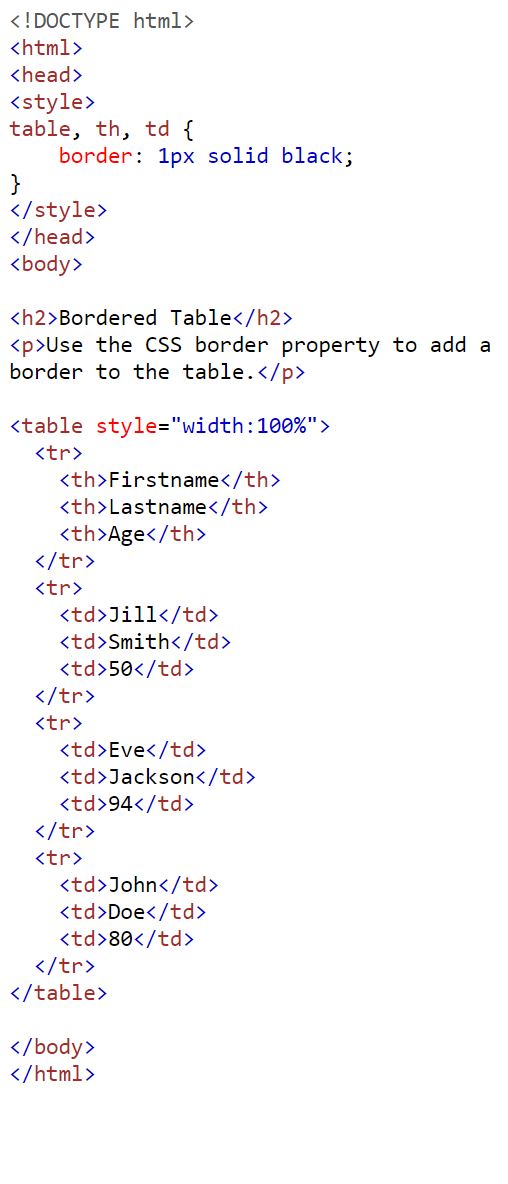 <!DOCTYPE html>
<html>
<head>
<style>
table, th, td {
    border: 1px solid black;
}
</style>
</head>
<body>

<h2>Bordered Table</h2>
<p>Use the CSS border property to add a
border to the table.</p>

<table style="width:100%">
  <tr>
    <th>Firstname</th>
    <th>Lastname</th>
    <th>Age</th>
  </tr>
  <tr>
    <td>Jill</td>
    <td>Smith</td>
    <td>50</td>
  </tr>
  <tr>
    <td>Eve</td>
    <td>Jackson</td>
    <td>94</td>
  </tr>
  <tr>
    <td>John</td>
    <td>Doe</td>
    <td>80</td>
  </tr>
</table>

</body>
</html>